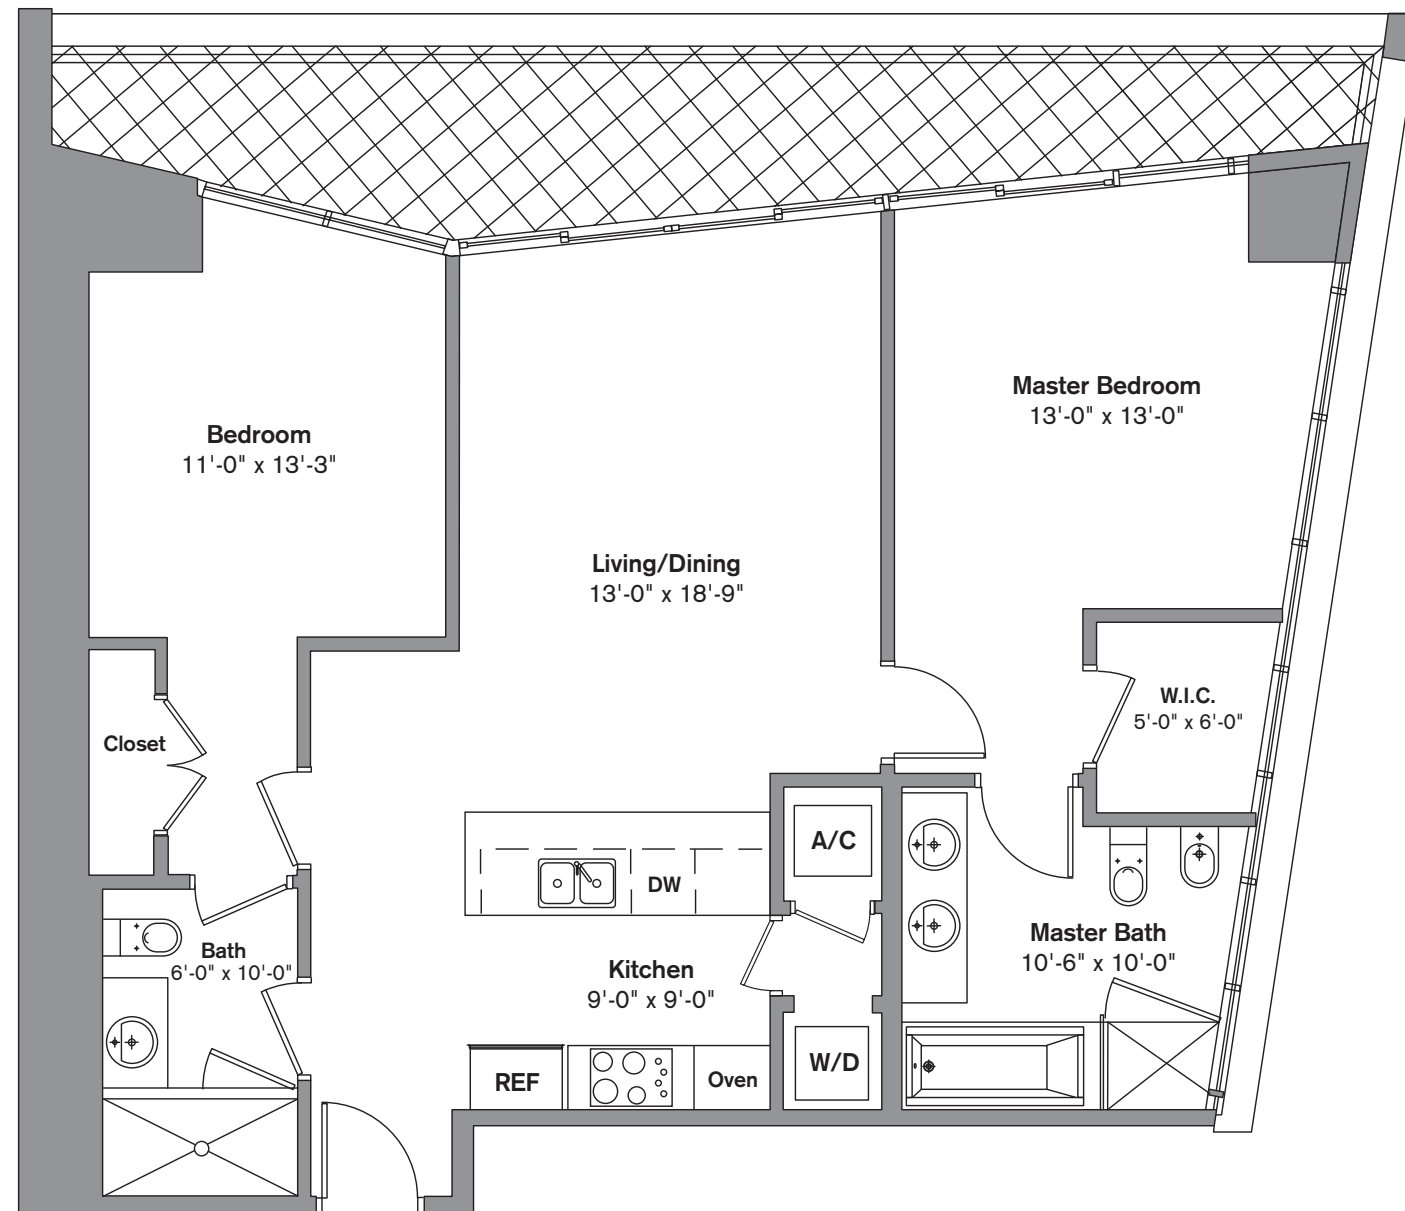 Master Bedroom
13'-0" x 13'-0"
Bedroom
11'-0" x 13'-3"
Living/Dining
13'-0" x 18'-9"
W.I.C.
5'-0" x 6'-0"
Closet
A/C
DW
Master Bath
10'-6" x 10'-0"
Bath
6'-0" x 10'-0"
Kitchen
9'-0" x 9'-0"
REF
Oven
W/D